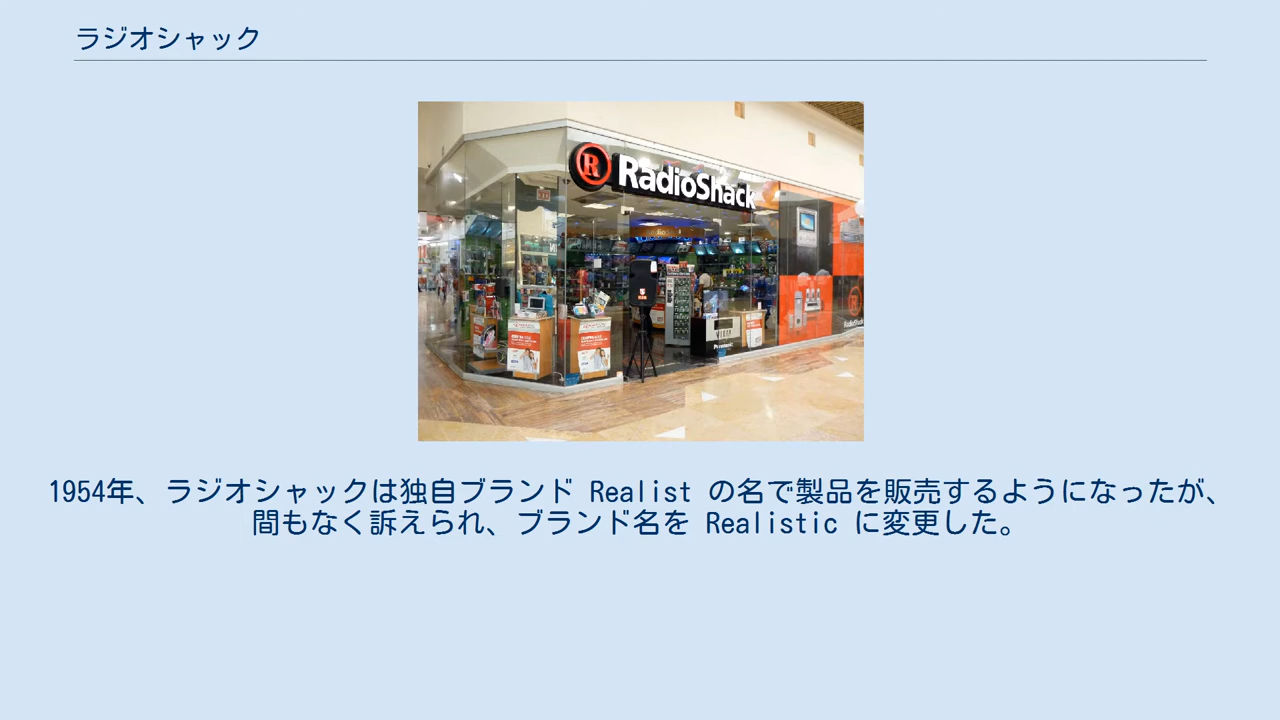 ラジオシャック
R RadioShack
RadioShack
Panasonic
1954年、ラジオシャックは独自ブランド Realist の名で製品を販売するようになったが、
間もなく訴えられ、ブランド名を Realistic に変更した。